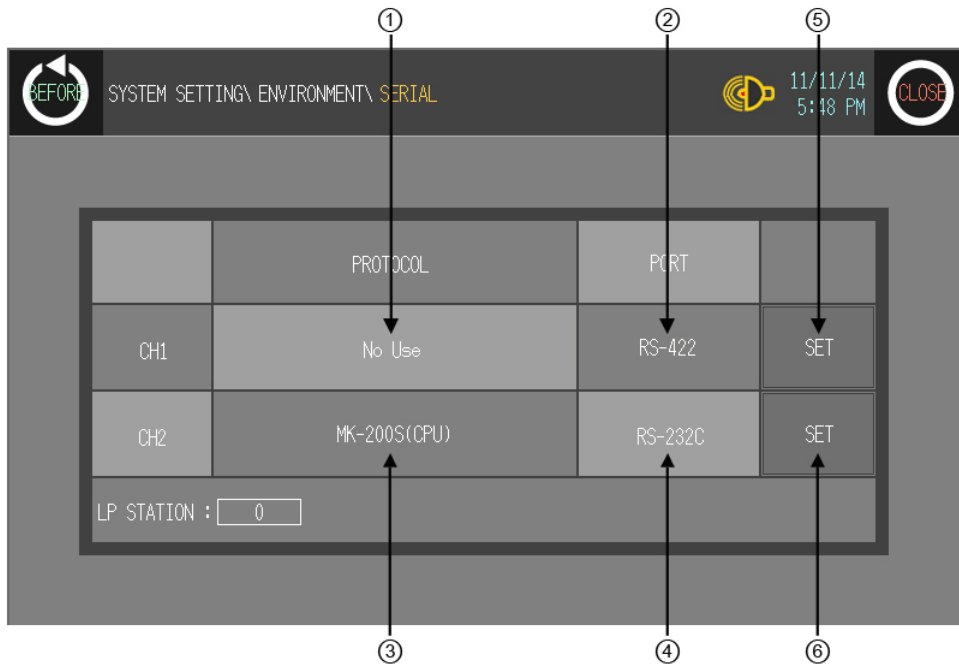 ① ② ⑤
BEFORE SYSTEM SETTING\ ENVIRONMENT\ SERIAL 11/11/14 CLOSE
5:48 PM
PROTOCOL PORT
CH1 No Use RS-422 SET
CH2 MK-200S(CPU) RS-232C SET
LP STATION : 0
③ ④ ⑥